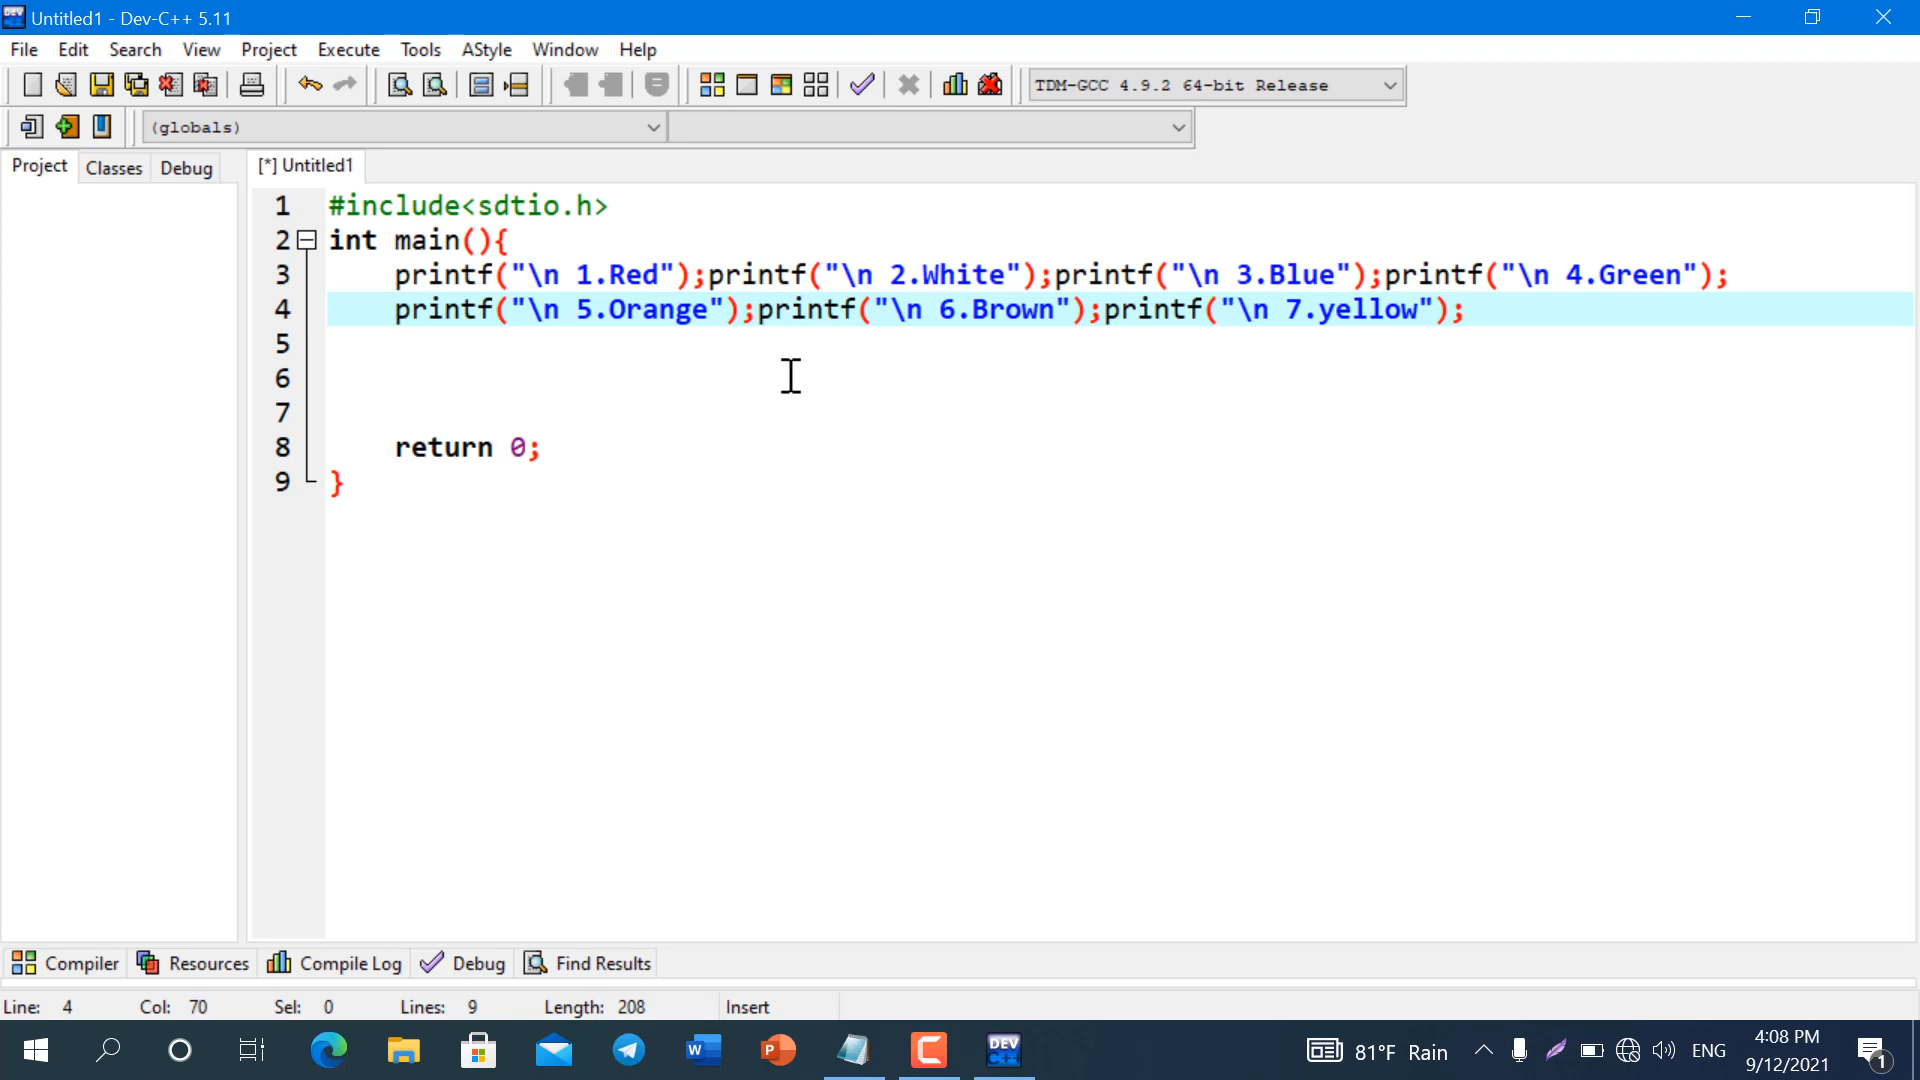 Untitled1 - Dev-C++ 5.11
File Edit Search View Project Execute Tools AStyle Window Help
TDM-GCC 4.9.2 64-bit Release
(globals)
Project Classes Debug [*] Untitled1
1 #include<sdtio.h>
2 int main(){
3 printf("\n 1.Red");printf("\n 2.White");printf("\n 3.Blue");printf("\n 4.Green");
4 printf("\n 5.Orange");printf("\n 6.Brown");printf("\n 7.yellow");
5
6
7
8 return 0;
9 }
Compiler Resources Compile Log Debug Find Results
Line: 4 Col: 70 Sel: 0 Lines: 9 Length: 208 Insert
DEV C++ 81°F Rain ENG 4:08 PM
9/12/2021 1